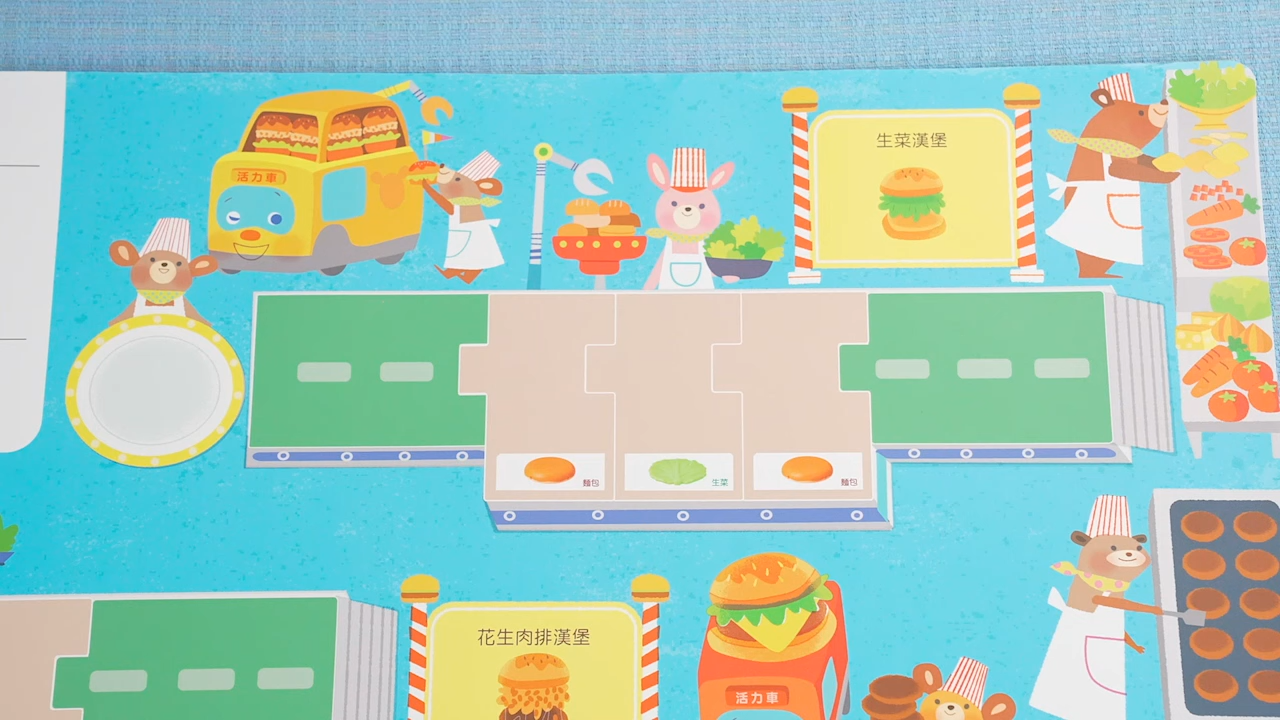 活力車
生菜漢堡
麵包
生菜
麵包
花生肉排漢堡
活力車